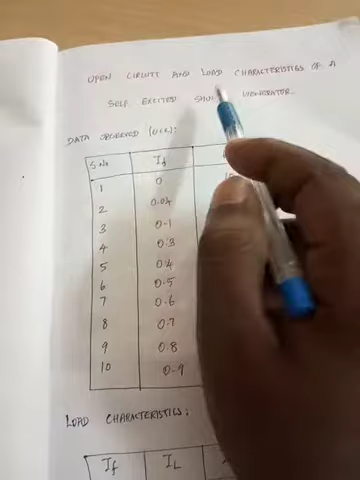 OPEN CIRCUIT AND LOAD CHARACTERISTICS OF A
SELF EXCITED SHUNT GENERATOR.
DATA OBSERVED (O.C.C):
S.No If
1 0
2 0.04
3 0.1
4 0.3
5 0.4
6 0.5
7 0.6
8 0.7
9 0.8
10 0.9
LOAD CHARACTERISTICS:
If IL